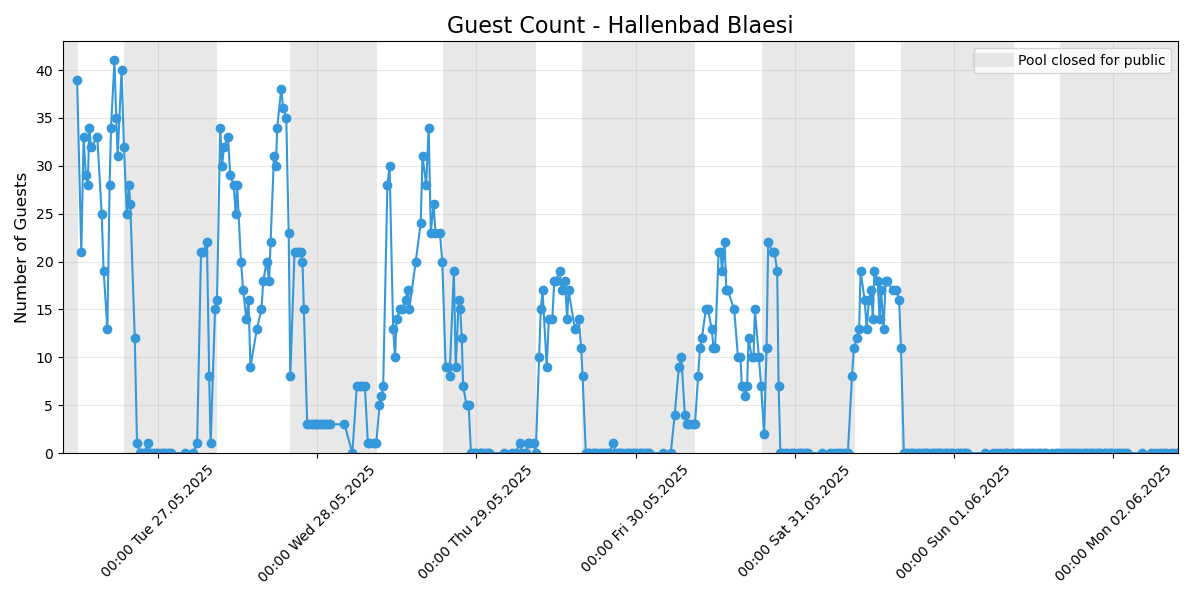 Guest Count - Hallenbad Blaesi
Pool closed for public
Number of Guests
40
35
30
25
20
15
10
5
0
00:00 Tue 27.05.2025
00:00 Wed 28.05.2025
00:00 Thu 29.05.2025
00:00 Fri 30.05.2025
00:00 Sat 31.05.2025
00:00 Sun 01.06.2025
00:00 Mon 02.06.2025